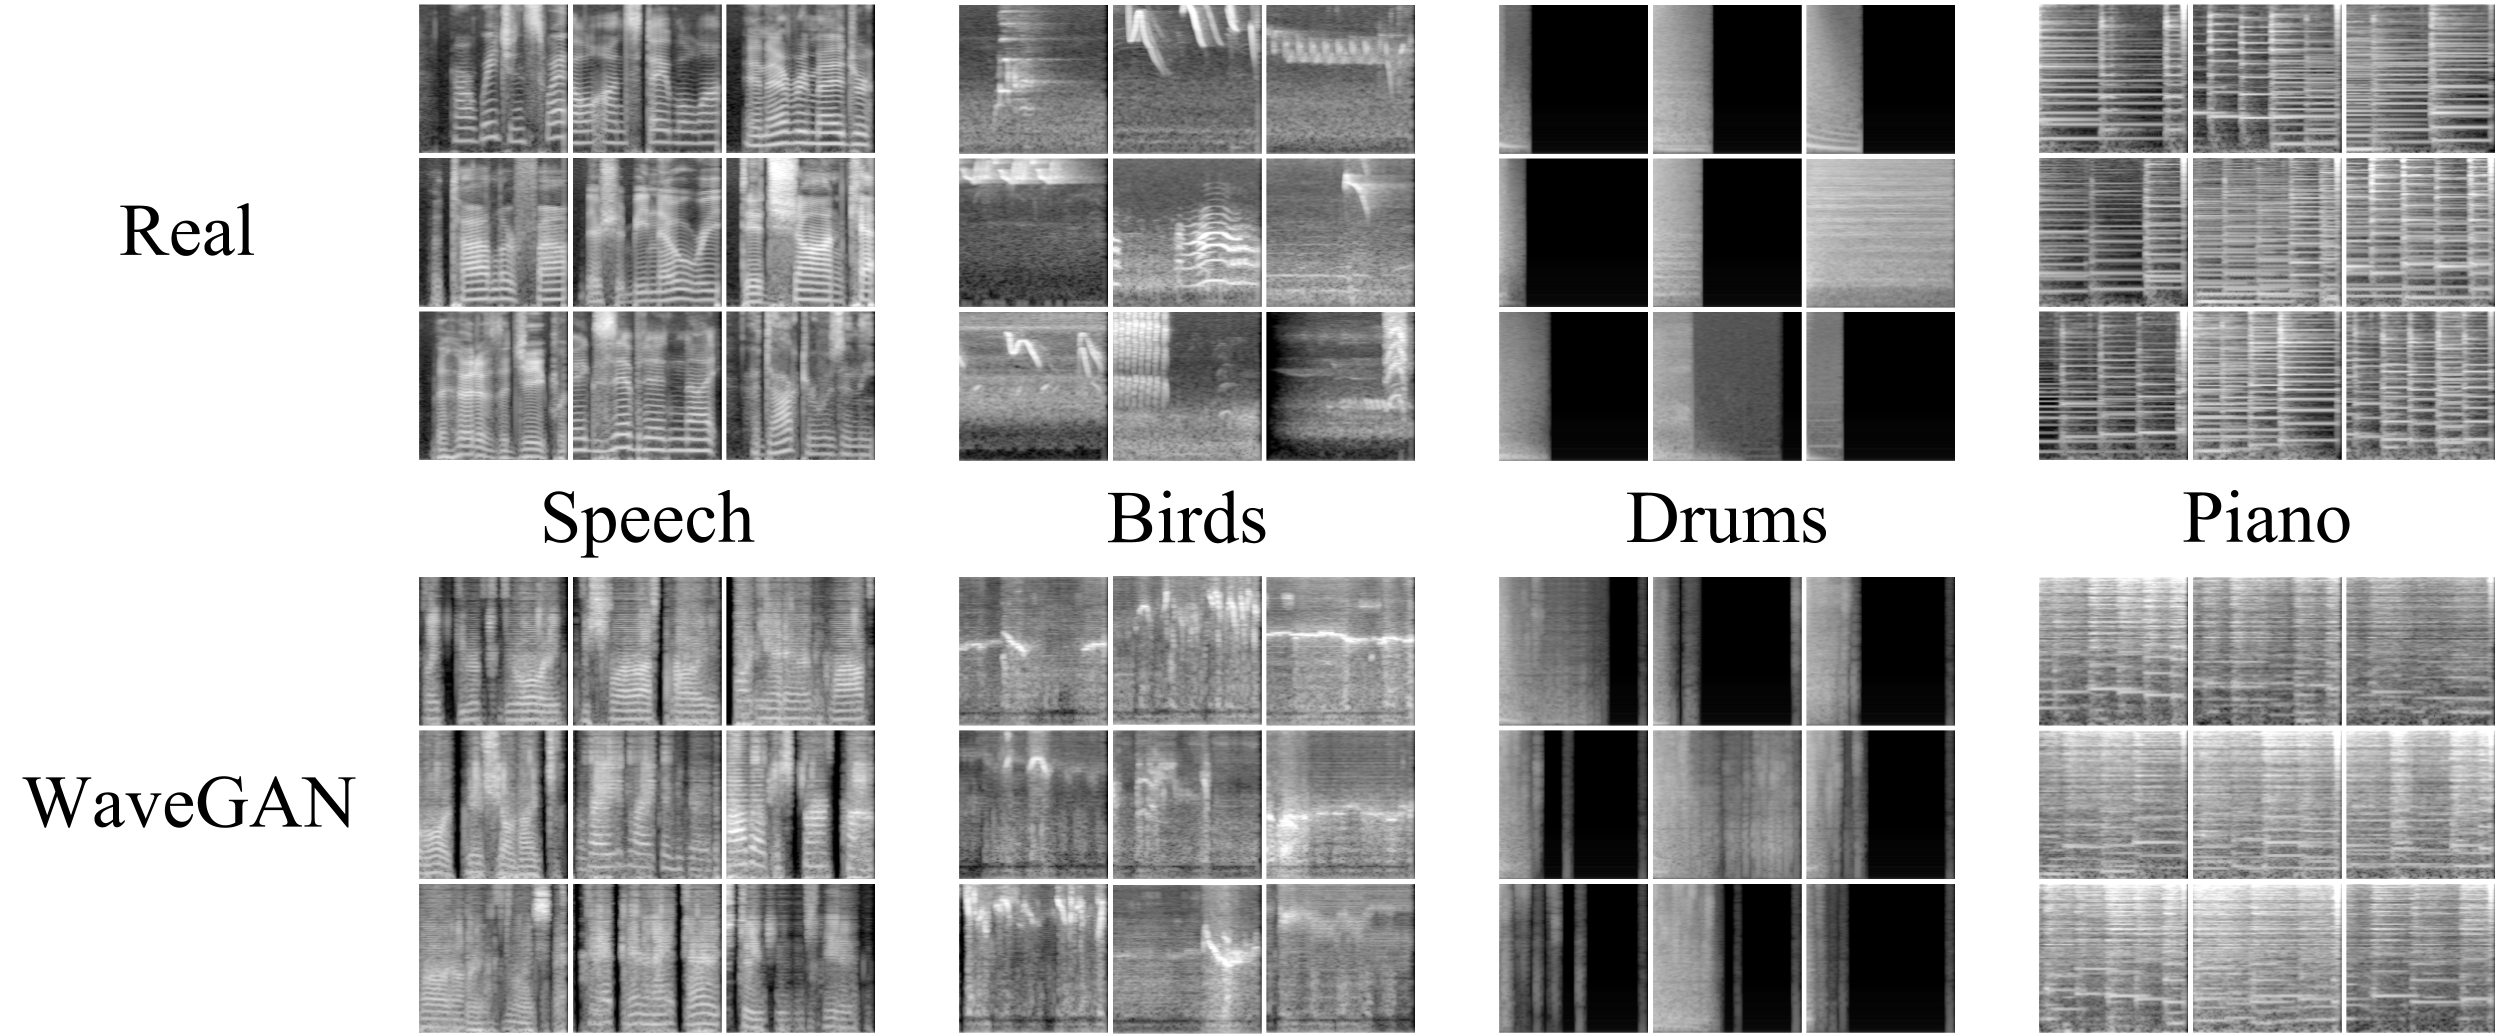 Real
Speech
Birds
Drums
Piano
WaveGAN